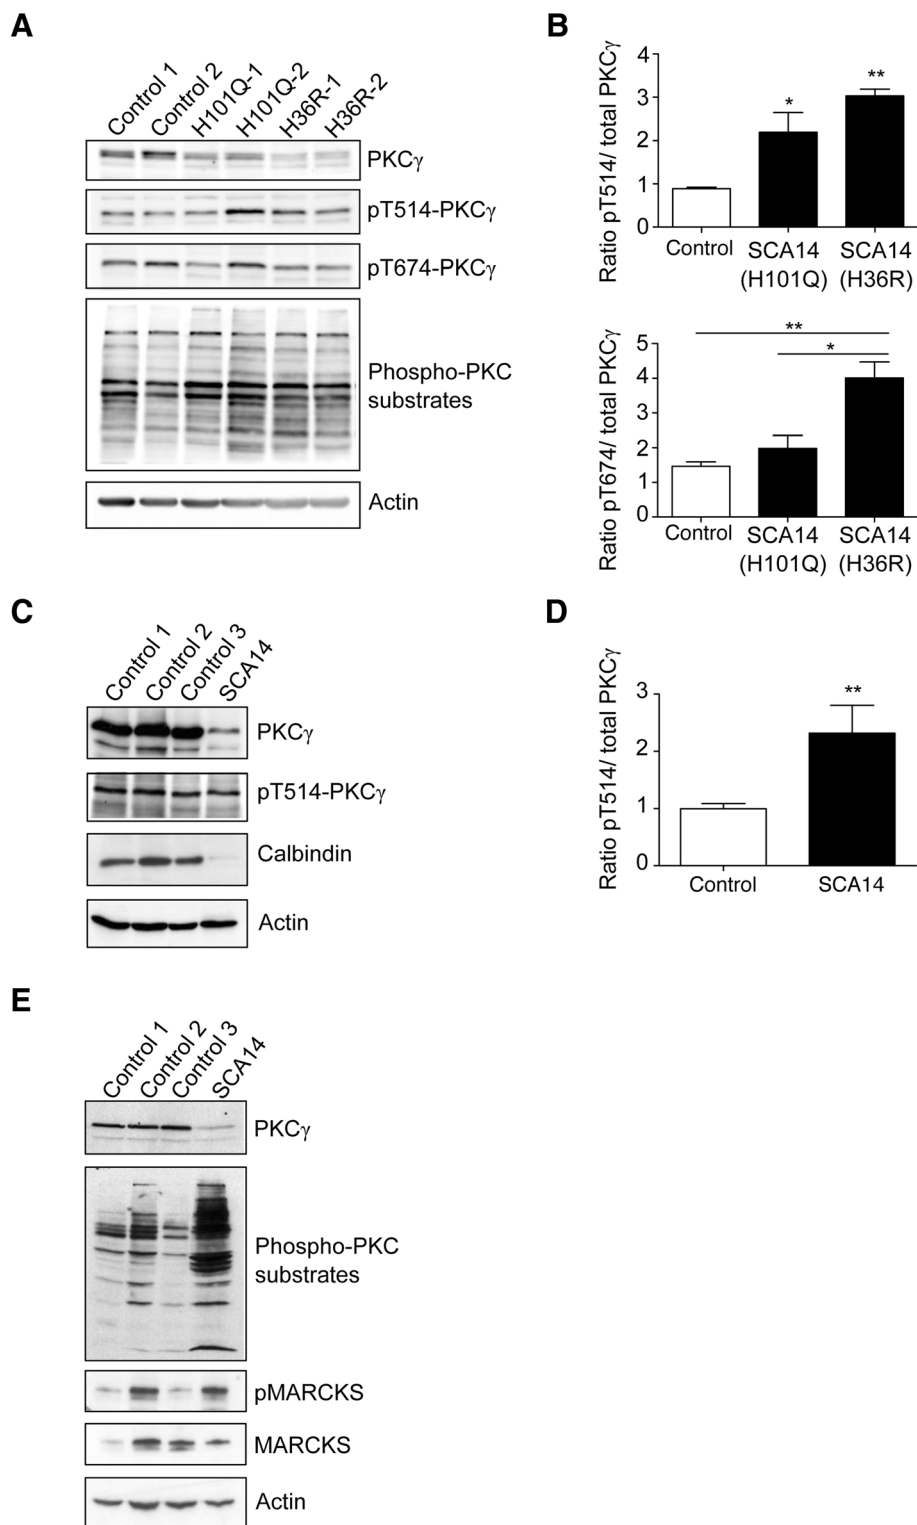 A
Control 1
Control 2
H101Q-1
H101Q-2
H36R-1
H36R-2
PKCγ
pT514-PKCγ
pT674-PKCγ
Phospho-PKC
substrates
Actin
B
Ratio pT514/ total PKCγ
4
3
2
1
0
*
**
Control
SCA14
(H101Q)
SCA14
(H36R)
Ratio pT674/ total PKCγ
5
4
3
2
1
0
**
*
Control
SCA14
(H101Q)
SCA14
(H36R)
C
Control 1
Control 2
Control 3
SCA14
PKCγ
pT514-PKCγ
Calbindin
Actin
D
Ratio pT514/ total PKCγ
3
2
1
0
**
Control
SCA14
E
Control 1
Control 2
Control 3
SCA14
PKCγ
Phospho-PKC
substrates
pMARCKS
MARCKS
Actin